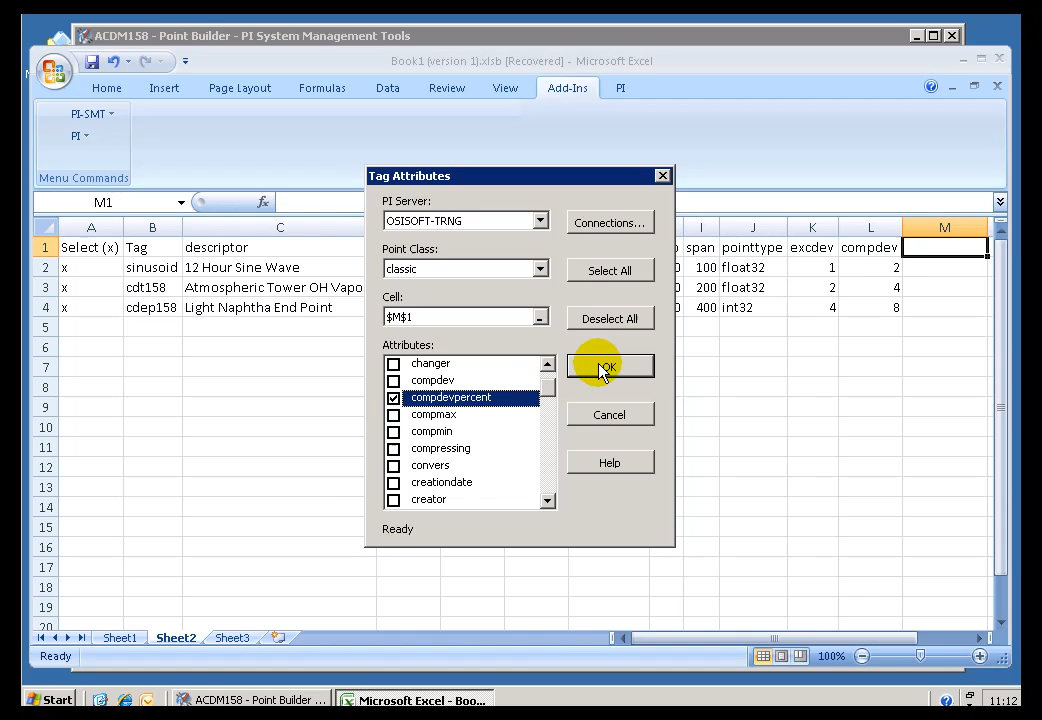 ACDM158 - Point Builder - PI System Management Tools
Book1 (version 1).xlsb [Recovered] - Microsoft Excel
Home Insert Page Layout Formulas Data Review View Add-Ins PI
PI-SMT
PI
Menu Commands
M1 fx
A B C I J K L M
1 Select (x) Tag descriptor span pointtype excdev compdev
2 x sinusoid 12 Hour Sine Wave 0 100 float32 1 2
3 x cdt158 Atmospheric Tower OH Vapo 0 200 float32 2 4
4 x cdep158 Light Naphtha End Point 0 400 int32 4 8
5
6
7
8
9
10
11
12
13
14
15
16
17
18
19
20
Tag Attributes
PI Server:
OSISOFT-TRNG
Connections...
Point Class:
classic
Select All
Cell:
$M$1
Deselect All
Attributes:
changer
compdev
compdevpercent
compmax
compmin
compressing
convers
creationdate
creator
OK
Cancel
Help
Ready
Sheet1 Sheet2 Sheet3
Ready 100%
Start ACDM158 - Point Builder ... Microsoft Excel - Boo... 11:12